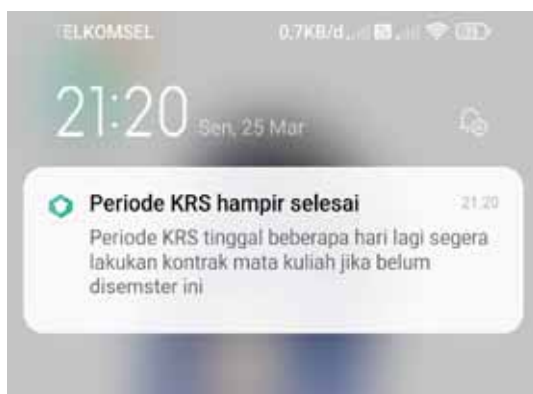 TELKOMSEL 0.7KB/d
21:20 Sen, 25 Mar
Periode KRS hampir selesai 21.20
Periode KRS tinggal beberapa hari lagi segera
lakukan kontrak mata kuliah jika belum
disemster ini